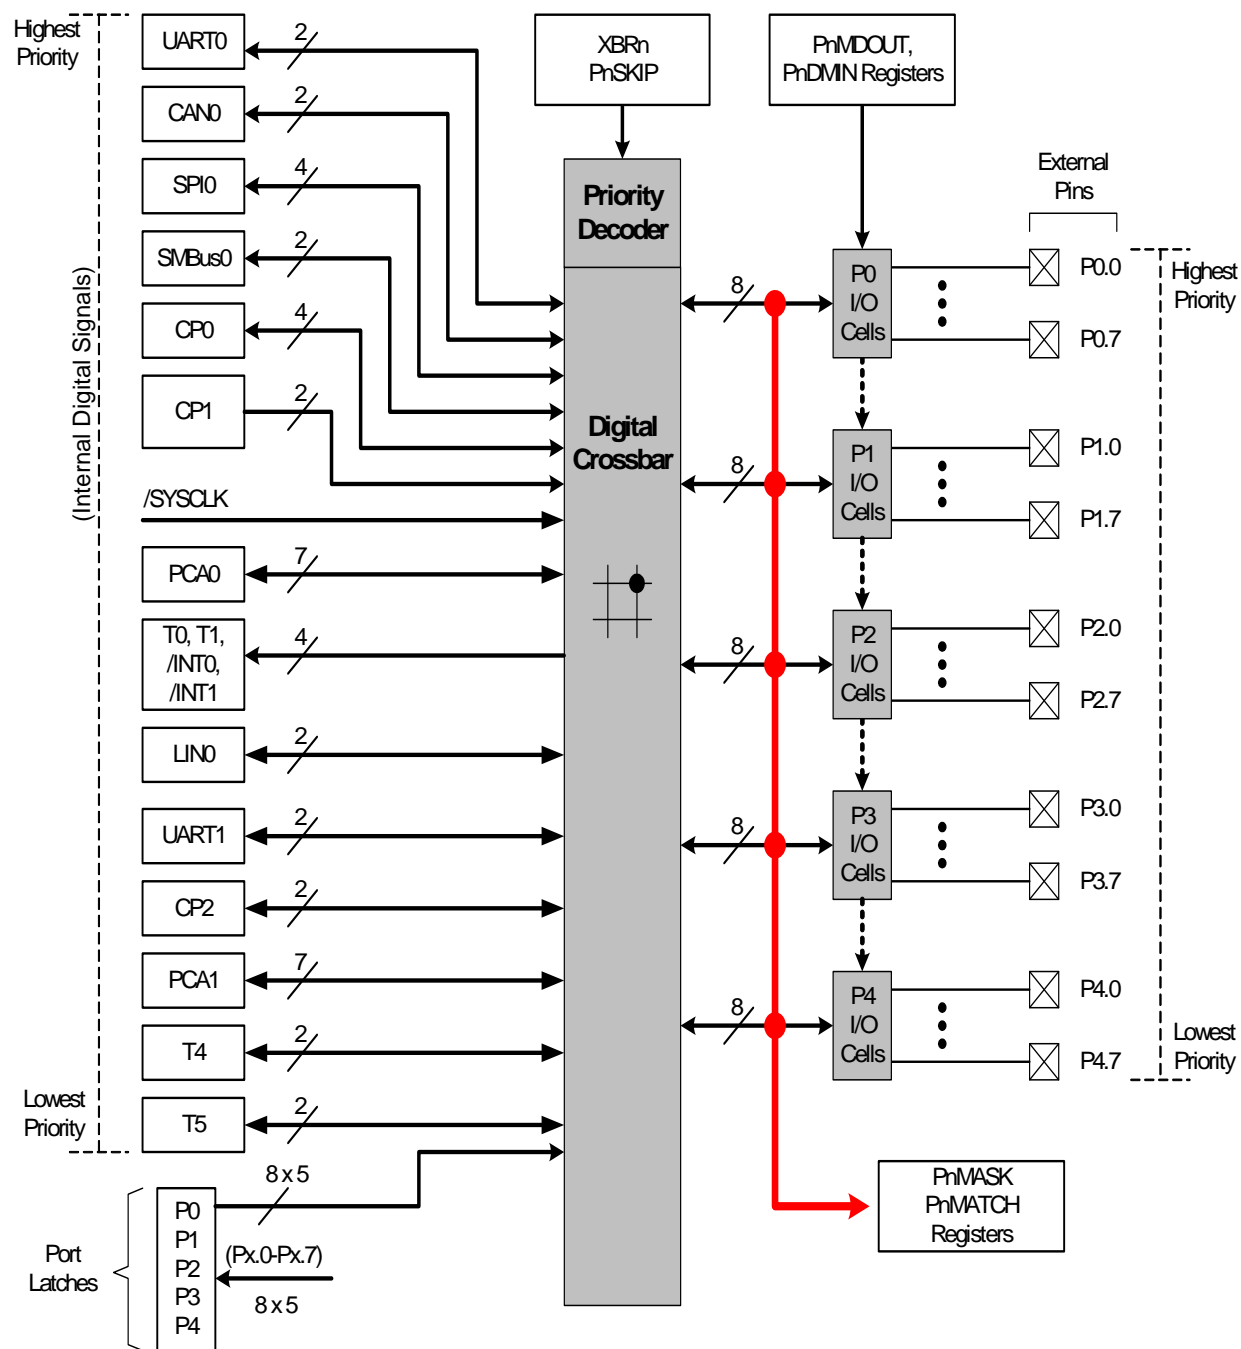 Highest
Priority
(Internal Digital Signals)
Lowest
Priority
UART0
2
CAN0
2
SPI0
4
SMBus0
2
CP0
4
CP1
2
/SYSCLK
PCA0
7
T0, T1,
/INT0,
/INT1
4
LIN0
2
UART1
2
CP2
2
PCA1
7
T4
2
T5
2
Port
Latches
P0
P1
P2
P3
P4
8 x 5
(Px.0-Px.7)
8 x 5
XBRn
PnSKIP
Priority
Decoder
Digital
Crossbar
PnMDOUT,
PnDMIN Registers
8
8
8
8
8
P0
I/O
Cells
P1
I/O
Cells
P2
I/O
Cells
P3
I/O
Cells
P4
I/O
Cells
External
Pins
P0.0
P0.7
P1.0
P1.7
P2.0
P2.7
P3.0
P3.7
P4.0
P4.7
Highest
Priority
Lowest
Priority
PnMASK
PnMATCH
Registers